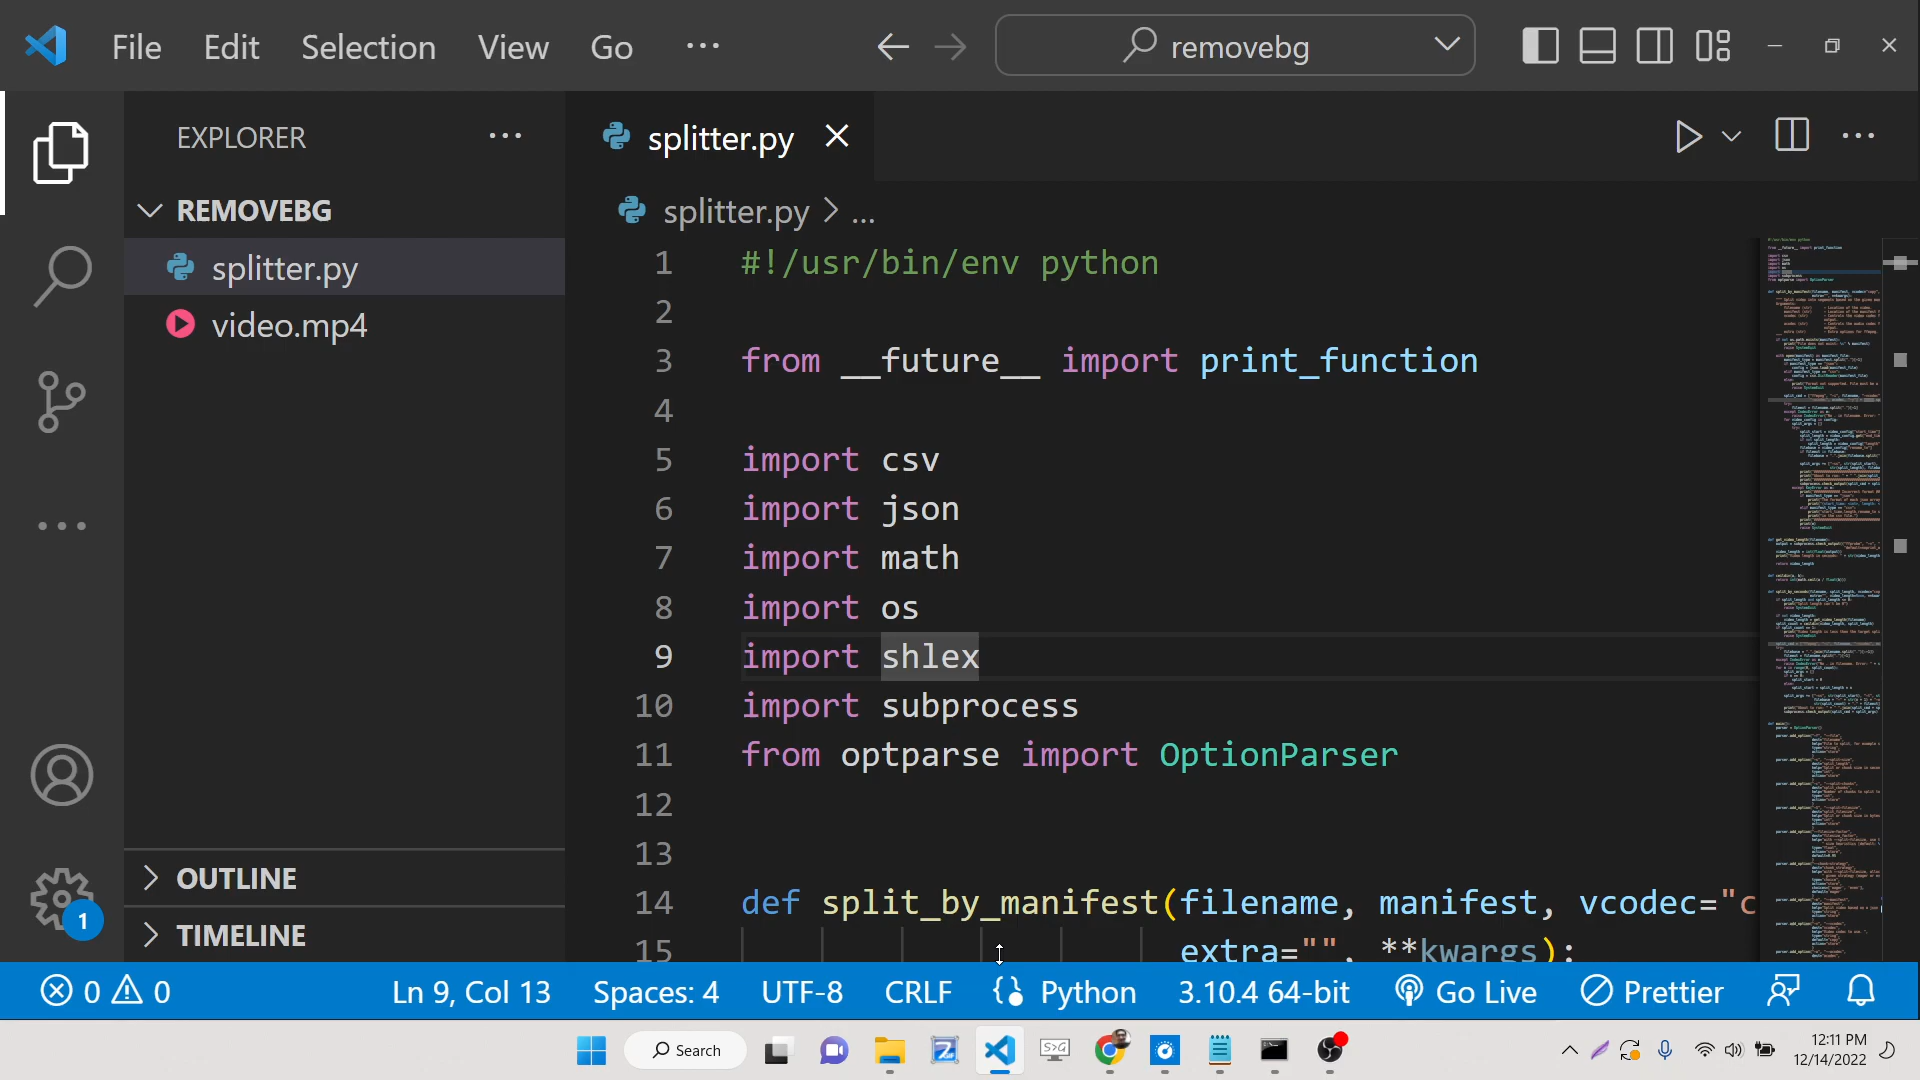 File Edit Selection View Go ...
removebg
EXPLORER
REMOVEBG
splitter.py
video.mp4
OUTLINE
TIMELINE
1
splitter.py
splitter.py > ...
1 #!/usr/bin/env python
2
3 from __future__ import print_function
4
5 import csv
6 import json
7 import math
8 import os
9 import shlex
10 import subprocess
11 from optparse import OptionParser
12
13
14 def split_by_manifest(filename, manifest, vcodec="c
15 extra="", **kwargs):
0 0 Ln 9, Col 13 Spaces: 4 UTF-8 CRLF Python 3.10.4 64-bit Go Live Prettier
Search
12:11 PM
12/14/2022